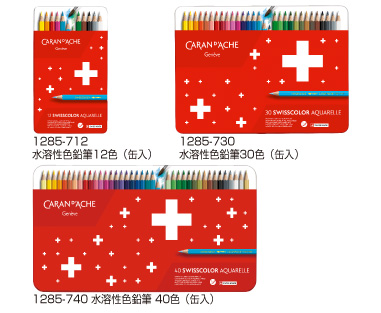 CARAN D'ACHE
Genève
12 SWISSCOLOR AQUARELLE
1285-712
水溶性色鉛筆12色（缶入）
CARAN D'ACHE
Genève
30 SWISSCOLOR AQUARELLE
1285-730
水溶性色鉛筆30色（缶入）
CARAN D'ACHE
Genève
40 SWISSCOLOR AQUARELLE
1285-740 水溶性色鉛筆 40色（缶入）